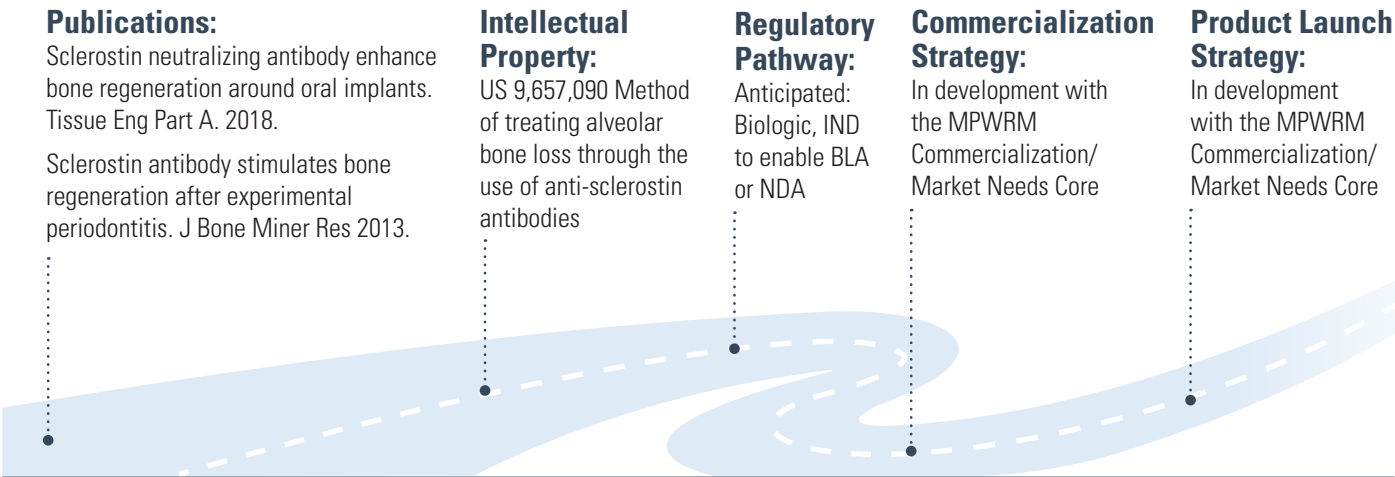 Publications:
Sclerostin neutralizing antibody enhance
bone regeneration around oral implants.
Tissue Eng Part A. 2018.
Sclerostin antibody stimulates bone
regeneration after experimental
periodontitis. J Bone Miner Res 2013.
Intellectual
Property:
US 9,657,090 Method
of treating alveolar
bone loss through the
use of anti-sclerostin
antibodies
Regulatory
Pathway:
Anticipated:
Biologic, IND
to enable BLA
or NDA
Commercialization
Strategy:
In development with
the MPWRM
Commercialization/
Market Needs Core
Product Launch
Strategy:
In development
with the MPWRM
Commercialization/
Market Needs Core